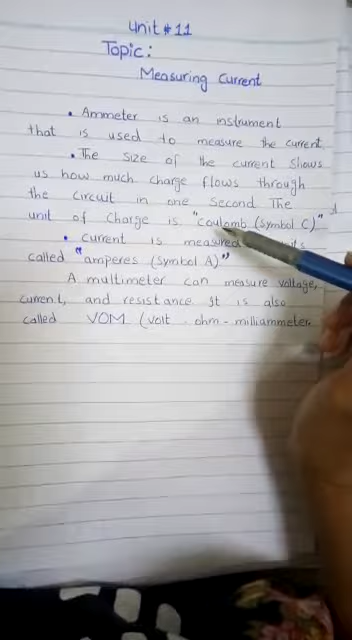 Unit # 11
Topic:
Measuring Current
• Ammeter is an instrument
that is used to measure the current.
• The size of the current shows
us how much charge flows through
the circuit in one second The
unit of charge is "coulomb (symbol C)"
• current is measured
called "amperes (symbol A)"
A multimeter can measure voltage,
current, and resistance. It is also
called VOM (volt . ohm - milliammeter.